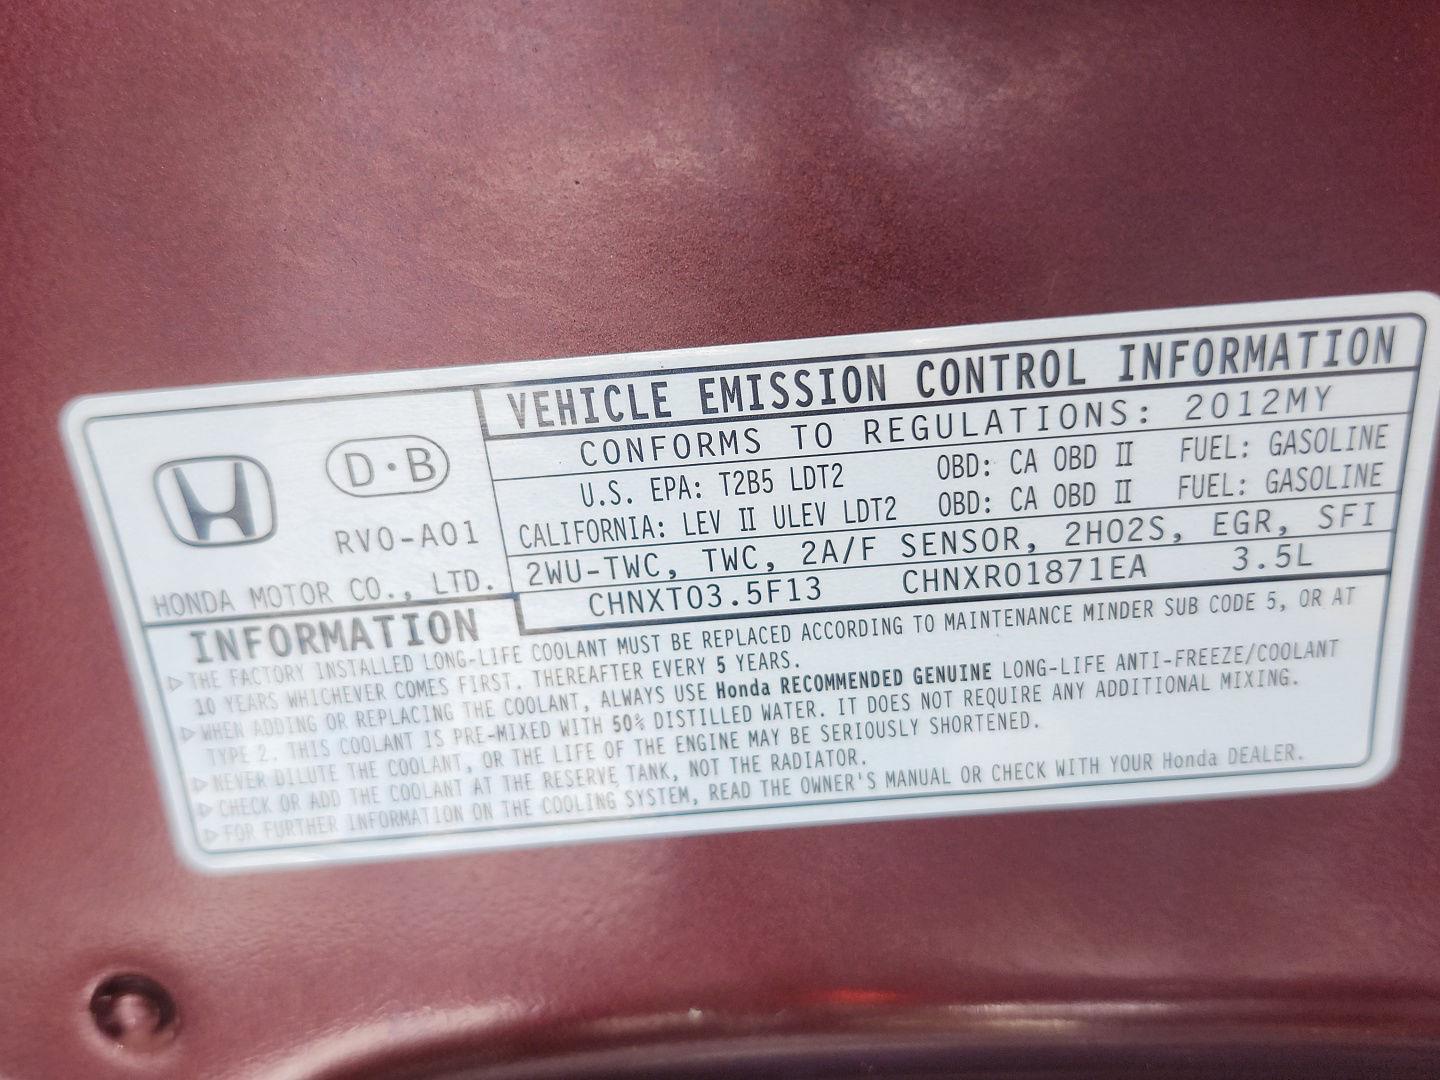 VEHICLE EMISSION CONTROL INFORMATION
CONFORMS TO REGULATIONS: 2012MY
U.S. EPA: T2B5 LDT2 OBD: CA OBD II FUEL: GASOLINE
CALIFORNIA: LEV II ULEV LDT2 OBD: CA OBD II FUEL: GASOLINE
2WU-TWC, TWC, 2A/F SENSOR, 2HO2S, EGR, SFI
CHNXT03.5F13 CHNXR01871EA 3.5L
D·B
RV0-A01
HONDA MOTOR CO., LTD.
INFORMATION
▷THE FACTORY INSTALLED LONG-LIFE COOLANT MUST BE REPLACED ACCORDING TO MAINTENANCE MINDER SUB CODE 5, OR AT
10 YEARS WHICHEVER COMES FIRST. THEREAFTER EVERY 5 YEARS.
▷WHEN ADDING OR REPLACING THE COOLANT, ALWAYS USE Honda RECOMMENDED GENUINE LONG-LIFE ANTI-FREEZE/COOLANT
TYPE 2. THIS COOLANT IS PRE-MIXED WITH 50% DISTILLED WATER. IT DOES NOT REQUIRE ANY ADDITIONAL MIXING.
▷NEVER DILUTE THE COOLANT, OR THE LIFE OF THE ENGINE MAY BE SERIOUSLY SHORTENED.
▷CHECK OR ADD THE COOLANT AT THE RESERVE TANK, NOT THE RADIATOR.
▷FOR FURTHER INFORMATION ON THE COOLING SYSTEM, READ THE OWNER'S MANUAL OR CHECK WITH YOUR Honda DEALER.